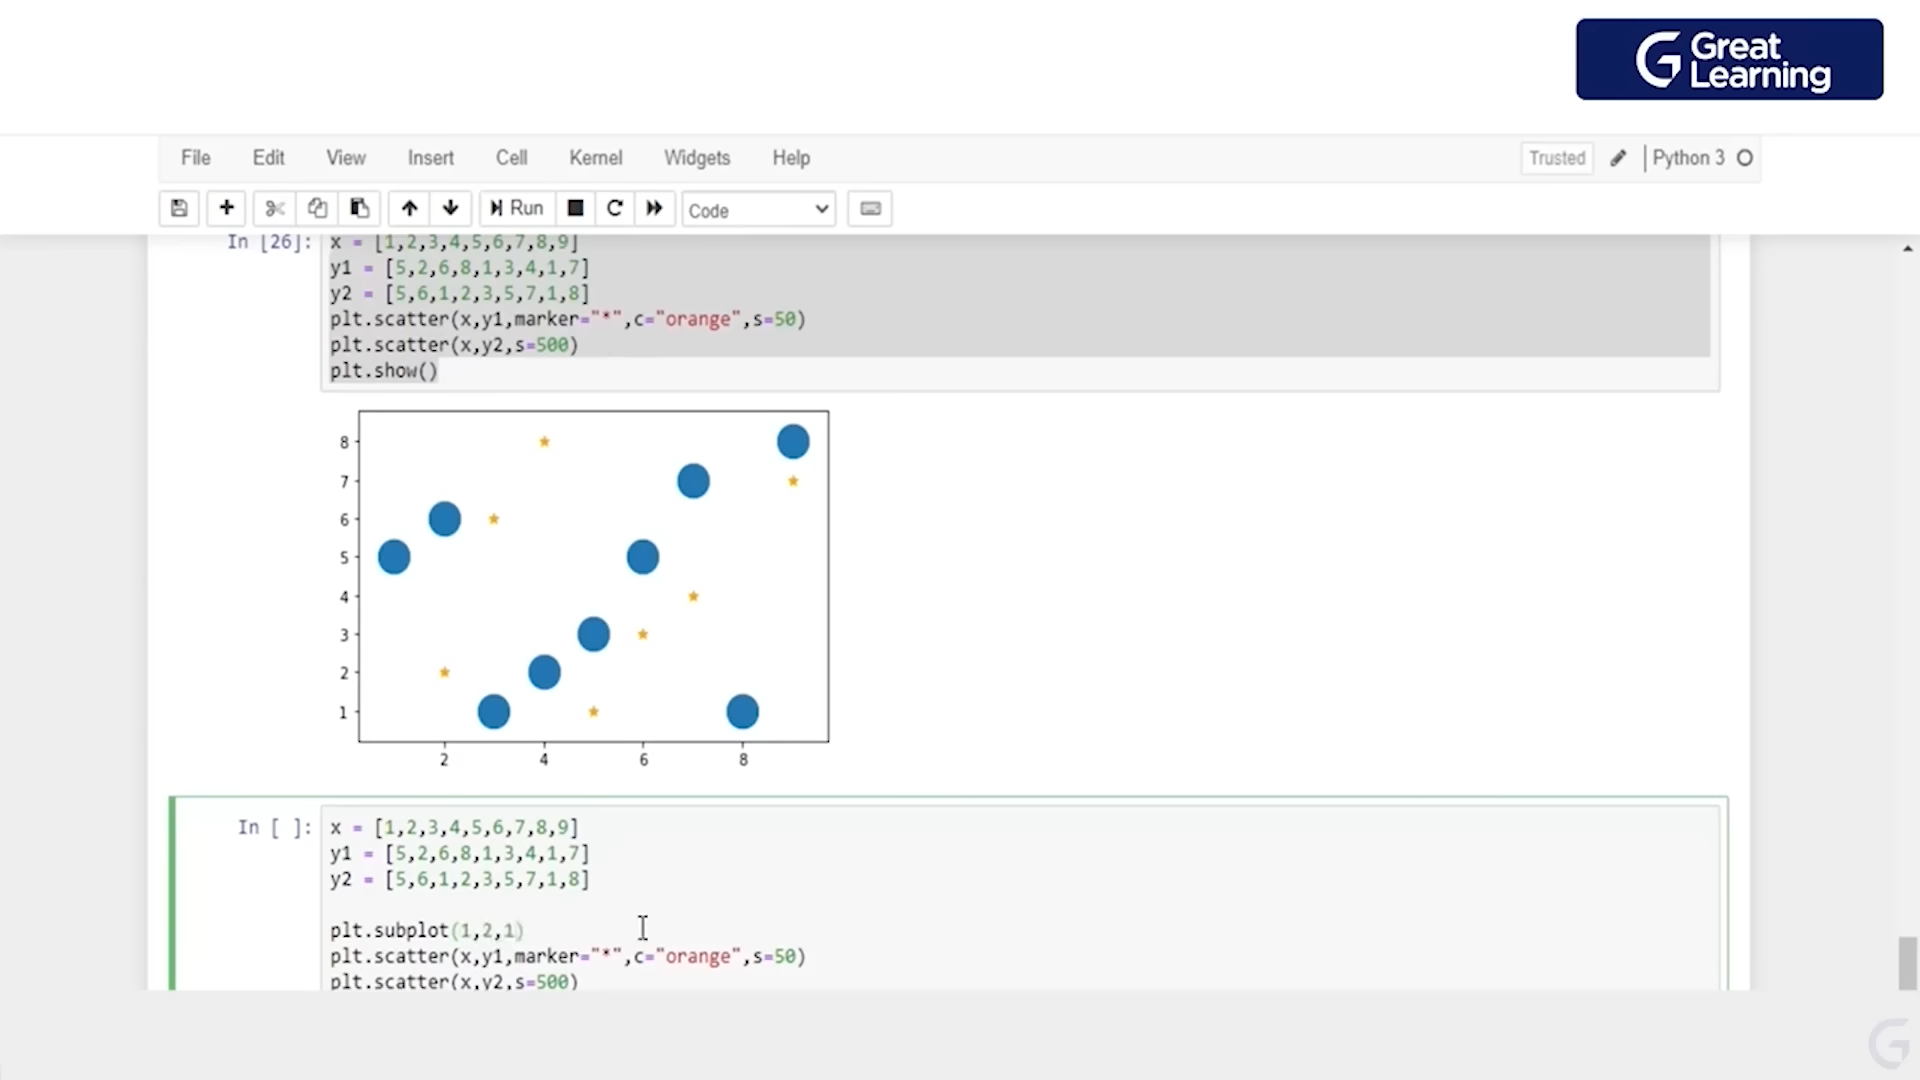 Great
Learning
File Edit View Insert Cell Kernel Widgets Help Trusted Python 3
Run Code
In [26]: x = [1,2,3,4,5,6,7,8,9]
y1 = [5,2,6,8,1,3,4,1,7]
y2 = [5,6,1,2,3,5,7,1,8]
plt.scatter(x,y1,marker="*",c="orange",s=50)
plt.scatter(x,y2,s=500)
plt.show()
8
7
6
5
4
3
2
1
2 4 6 8
In [ ]: x = [1,2,3,4,5,6,7,8,9]
y1 = [5,2,6,8,1,3,4,1,7]
y2 = [5,6,1,2,3,5,7,1,8]
plt.subplot(1,2,1)
plt.scatter(x,y1,marker="*",c="orange",s=50)
plt.scatter(x,y2,s=500)